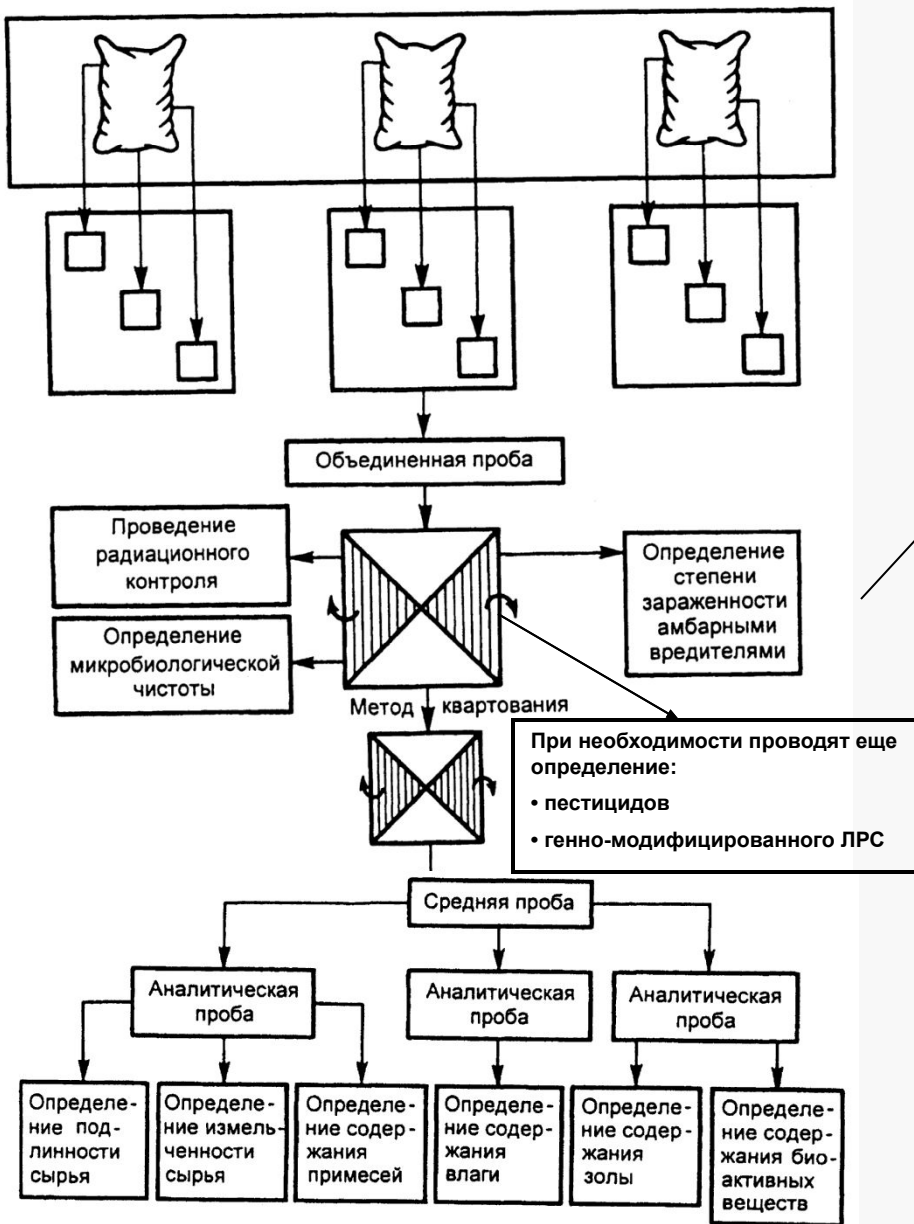 Объединенная проба
Проведение
радиационного
контроля
Определение
степени
зараженности
амбарными
вредителями
Определение
микробиологической
чистоты
Метод квартования
При необходимости проводят еще
определение:
• пестицидов
• генно-модифицированного ЛРС
Средняя проба
Аналитическая
проба
Аналитическая
проба
Аналитическая
проба
Определе-
ние под-
линности
сырья
Определе-
ние измель-
ченности
сырья
Определе-
ние содер-
жания
примесей
Определе-
ние содер-
жания
влаги
Определе-
ние содер-
жания
золы
Определе-
ние содер-
жания био-
активных
веществ